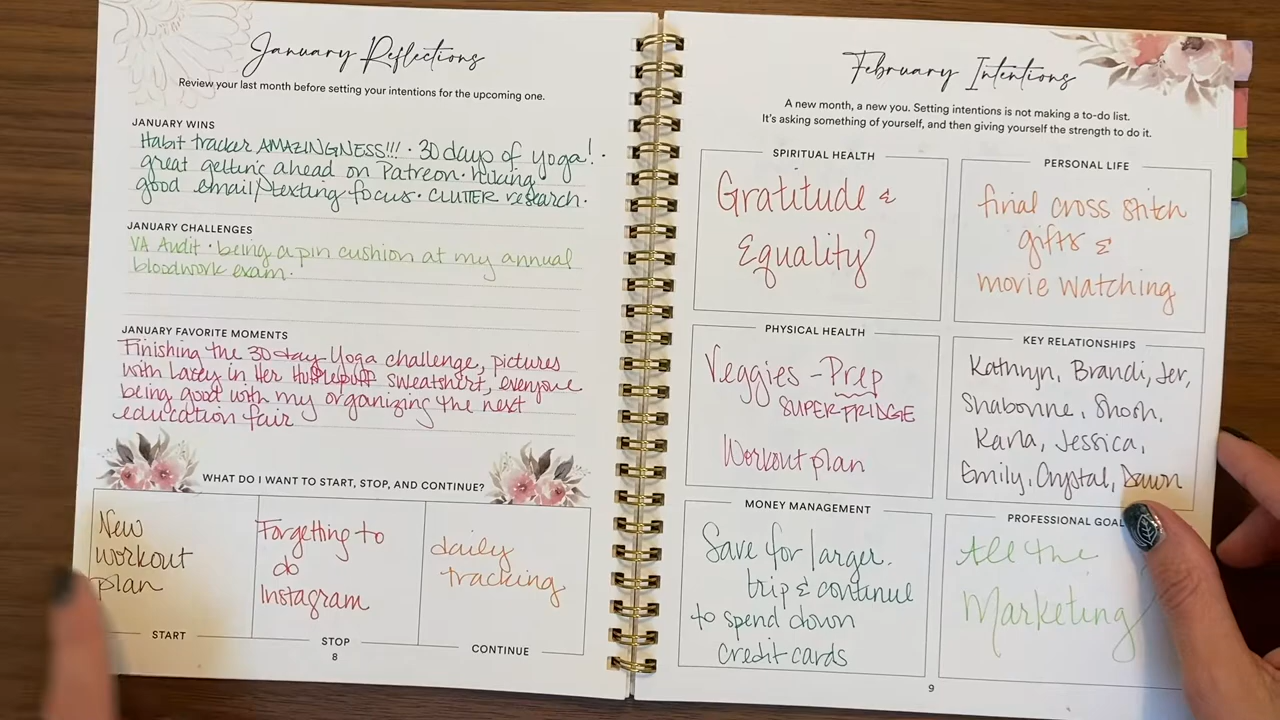 January Reflections
Review your last month before setting your intentions for the upcoming one.
JANUARY WINS
Habit tracker AMAZINGNESS!!! · 30 days of yoga! ·
great getting ahead on Patreon · hiking
good email/texting focus · CLUTTER research ·
JANUARY CHALLENGES
VA Audit · being a pin cushion at my annual
bloodwork exam ·
JANUARY FAVORITE MOMENTS
Finishing the 30 day Yoga challenge, pictures
with Lacey in Her Hufflepuff sweatshirt, everyone
being good with my organizing the next
education fair
WHAT DO I WANT TO START, STOP, AND CONTINUE?
New
workout
plan
START
Forgetting to
do
Instagram
STOP
daily
tracking
CONTINUE
8
February Intentions
A new month, a new you. Setting intentions is not making a to-do list.
It's asking something of yourself, and then giving yourself the strength to do it.
SPIRITUAL HEALTH
Gratitude &
Equality?
PERSONAL LIFE
final cross stitch
gifts &
movie watching
PHYSICAL HEALTH
Veggies - Prep
SUPER FRIDGE
Workout plan
KEY RELATIONSHIPS
Kathryn, Brandi, Jer,
Shabonne, Shosh,
Kana, Jessica,
Emily, Crystal, Dawn
MONEY MANAGEMENT
Save for larger
trip & continue
to spend down
credit cards
PROFESSIONAL GOA
All the
Marketing
9